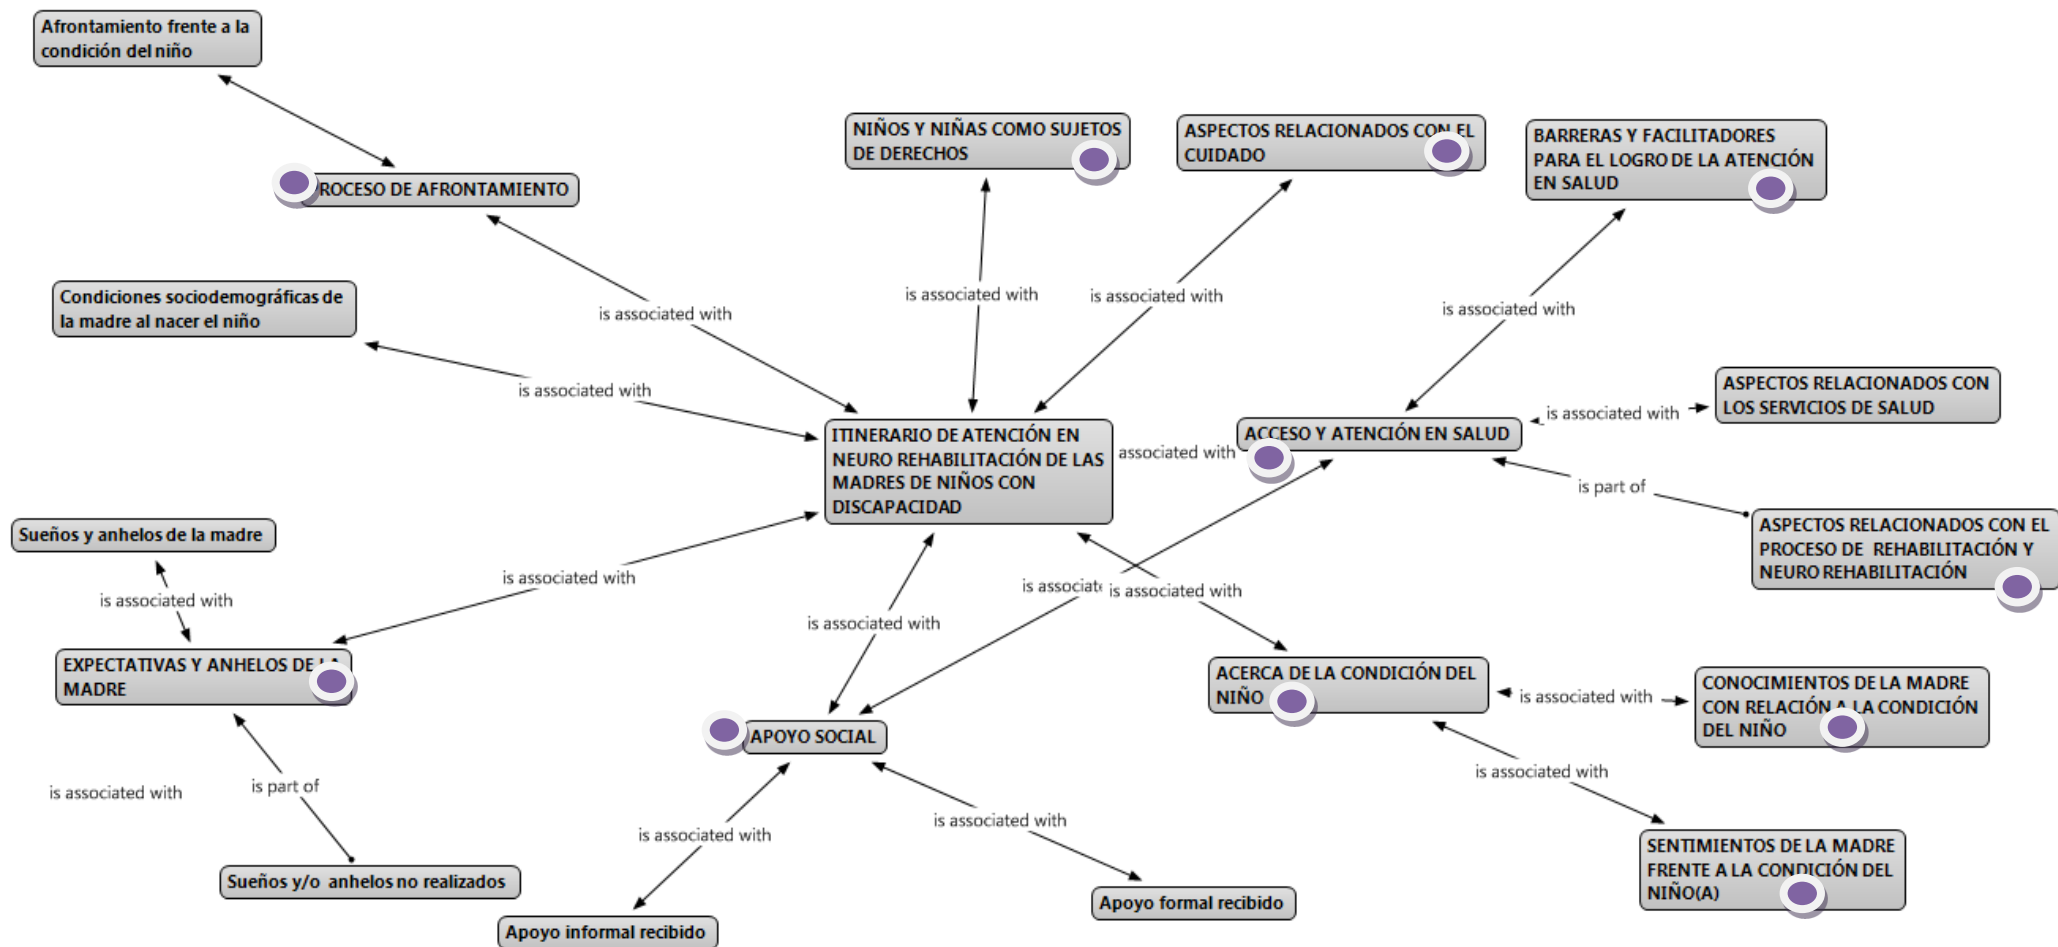 Afrontamiento frente a la
condición del niño
PROCESO DE AFRONTAMIENTO
NIÑOS Y NIÑAS COMO SUJETOS
DE DERECHOS
ASPECTOS RELACIONADOS CON EL
CUIDADO
BARRERAS Y FACILITADORES
PARA EL LOGRO DE LA ATENCIÓN
EN SALUD
Condiciones sociodemográficas de
la madre al nacer el niño
is associated with
is associated with
is associated with
is associated with
is associated with
ASPECTOS RELACIONADOS CON
LOS SERVICIOS DE SALUD
is associated with
ITINERARIO DE ATENCIÓN EN
NEURO REHABILITACIÓN DE LAS
MADRES DE NIÑOS CON
DISCAPACIDAD
associated with
ACCESO Y ATENCIÓN EN SALUD
is part of
ASPECTOS RELACIONADOS CON EL
PROCESO DE REHABILITACIÓN Y
NEURO REHABILITACIÓN
Sueños y anhelos de la madre
is associated with
is associated with
is associated with
is associated with
EXPECTATIVAS Y ANHELOS DE LA
MADRE
APOYO SOCIAL
ACERCA DE LA CONDICIÓN DEL
NIÑO
is associated with
CONOCIMIENTOS DE LA MADRE
CON RELACIÓN A LA CONDICIÓN
DEL NIÑO
is associated with
is part of
is associated with
is associated with
is associated with
SENTIMIENTOS DE LA MADRE
FRENTE A LA CONDICIÓN DEL
NIÑO(A)
Sueños y/o anhelos no realizados
Apoyo informal recibido
Apoyo formal recibido